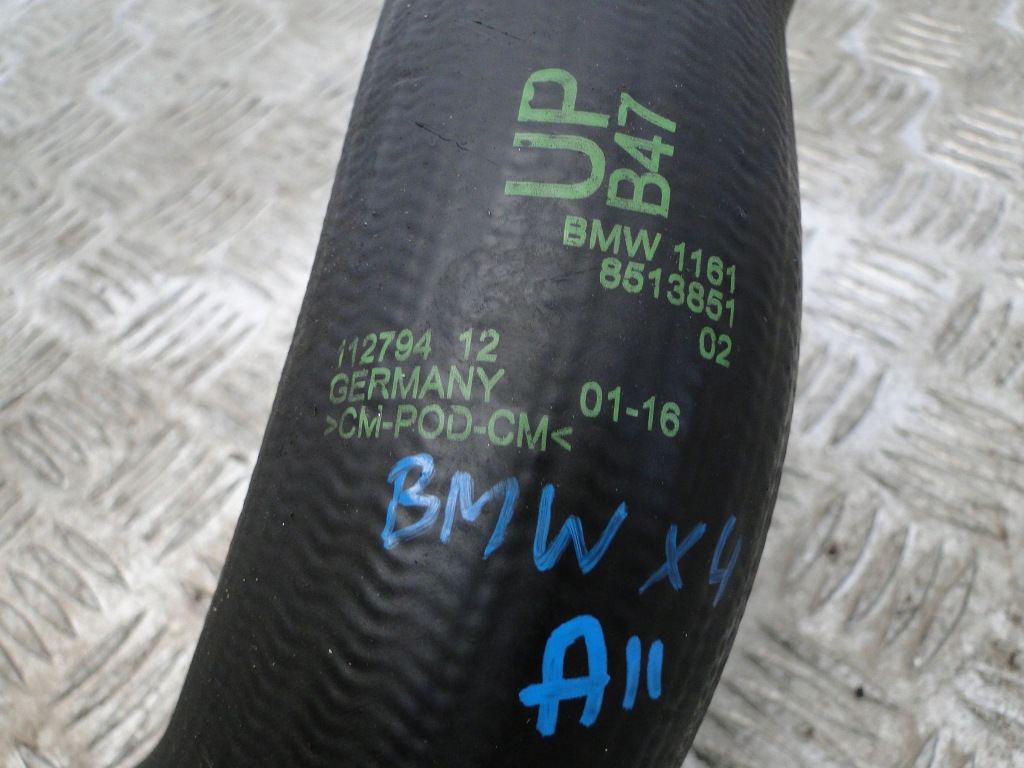 UP
B47
BMW 1161
8513851
02
112794 12
GERMANY
01-16
>CM-POD-CM<
BMW X4
A11